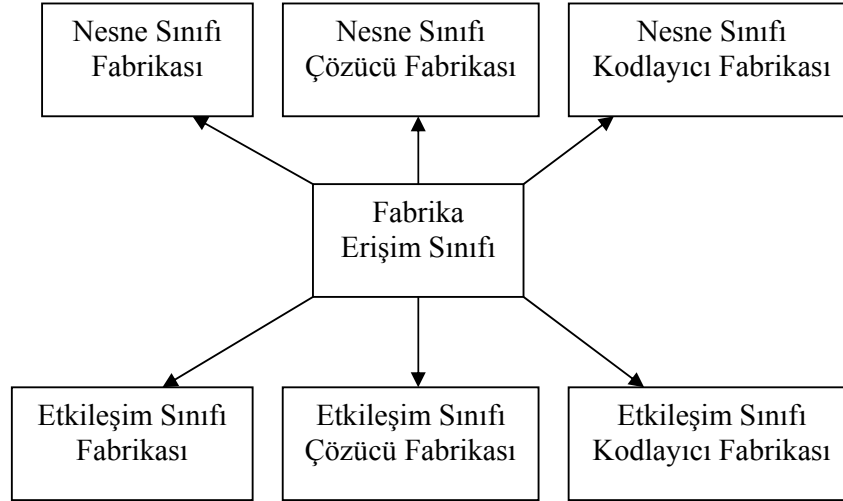 Nesne Sınıfı
Fabrikası
Nesne Sınıfı
Çözücü Fabrikası
Nesne Sınıfı
Kodlayıcı Fabrikası
Fabrika
Erişim Sınıfı
Etkileşim Sınıfı
Fabrikası
Etkileşim Sınıfı
Çözücü Fabrikası
Etkileşim Sınıfı
Kodlayıcı Fabrikası